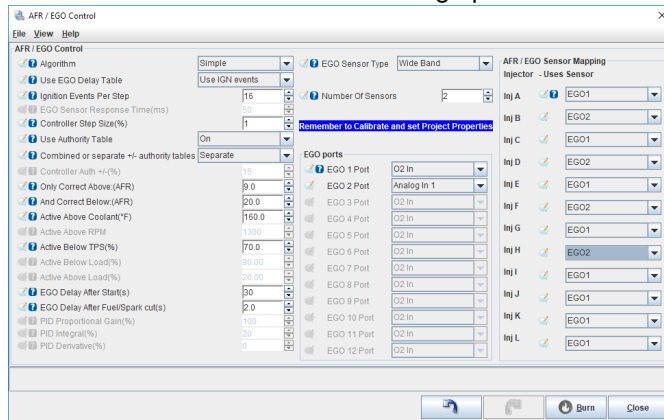 AFR / EGO Control
File View Help
AFR / EGO Control
Algorithm Simple
Use EGO Delay Table Use IGN events
Ignition Events Per Step 16
EGO Sensor Response Time(ms) 50
Controller Step Size(%) 1
Use Authority Table On
Combined or separate +/- authority tables Separate
Controller Auth +/-(%) 15
Only Correct Above:(AFR) 9.0
And Correct Below:(AFR) 20.0
Active Above Coolant(°F) 160.0
Active Above RPM 1300
Active Below TPS(%) 70.0
Active Below Load(%) 90.00
Active Above Load(%) 20.00
EGO Delay After Start(s) 30
EGO Delay After Fuel/Spark cut(s) 2.0
PID Proportional Gain(%) 100
PID Integral(%) 20
PID Derivative(%) 0
EGO Sensor Type Wide Band
Number Of Sensors 2
Remember to Calibrate and set Project Properties
EGO ports
EGO 1 Port O2 In
EGO 2 Port Analog In 1
EGO 3 Port O2 In
EGO 4 Port O2 In
EGO 5 Port O2 In
EGO 6 Port O2 In
EGO 7 Port O2 In
EGO 8 Port O2 In
EGO 9 Port O2 In
EGO 10 Port O2 In
EGO 11 Port O2 In
EGO 12 Port O2 In
AFR / EGO Sensor Mapping
Injector - Uses Sensor
Inj A EGO1
Inj B EGO2
Inj C EGO1
Inj D EGO2
Inj E EGO1
Inj F EGO2
Inj G EGO1
Inj H EGO2
Inj I EGO1
Inj J EGO1
Inj K EGO1
Inj L EGO1
Burn
Close